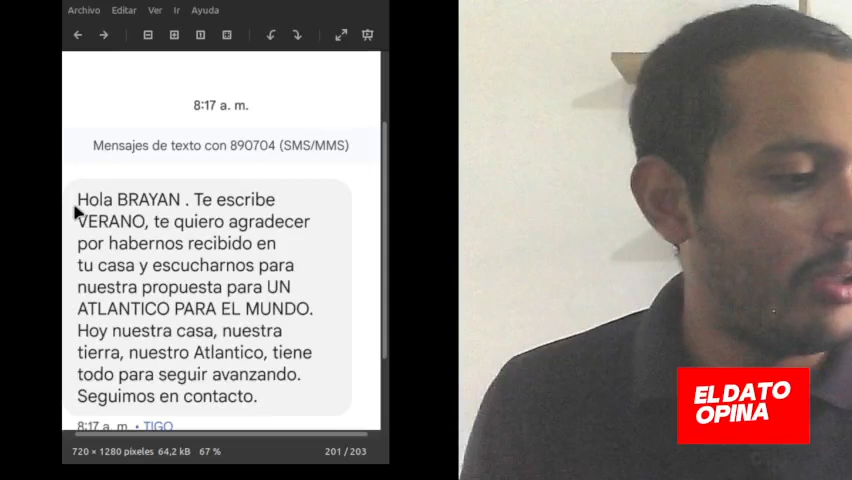 Archivo Editar Ver Ir Ayuda
8:17 a. m.
Mensajes de texto con 890704 (SMS/MMS)
Hola BRAYAN . Te escribe
VERANO, te quiero agradecer
por habernos recibido en
tu casa y escucharnos para
nuestra propuesta para UN
ATLANTICO PARA EL MUNDO.
Hoy nuestra casa, nuestra
tierra, nuestro Atlantico, tiene
todo para seguir avanzando.
Seguimos en contacto.
8:17 a. m. • TIGO
720 × 1280 píxeles 64,2 kB 67 % 201 / 203
EL DATO
OPINA